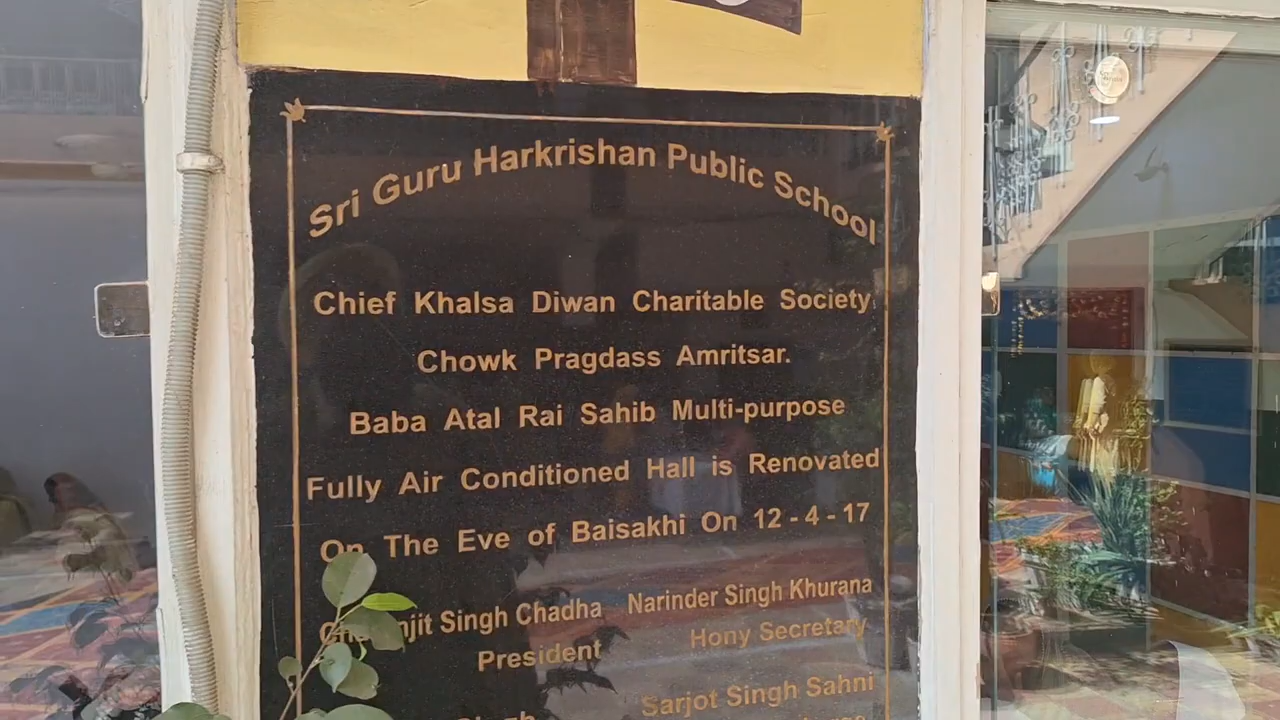 Sri Guru Harkrishan Public School
Chief Khalsa Diwan Charitable Society
Chowk Pragdass Amritsar.
Baba Atal Rai Sahib Multi-purpose
Fully Air Conditioned Hall is Renovated
On The Eve of Baisakhi On 12-4-17
Singh Chadha Narinder Singh Khurana
President Hony Secretary
Sarjot Singh Sahni